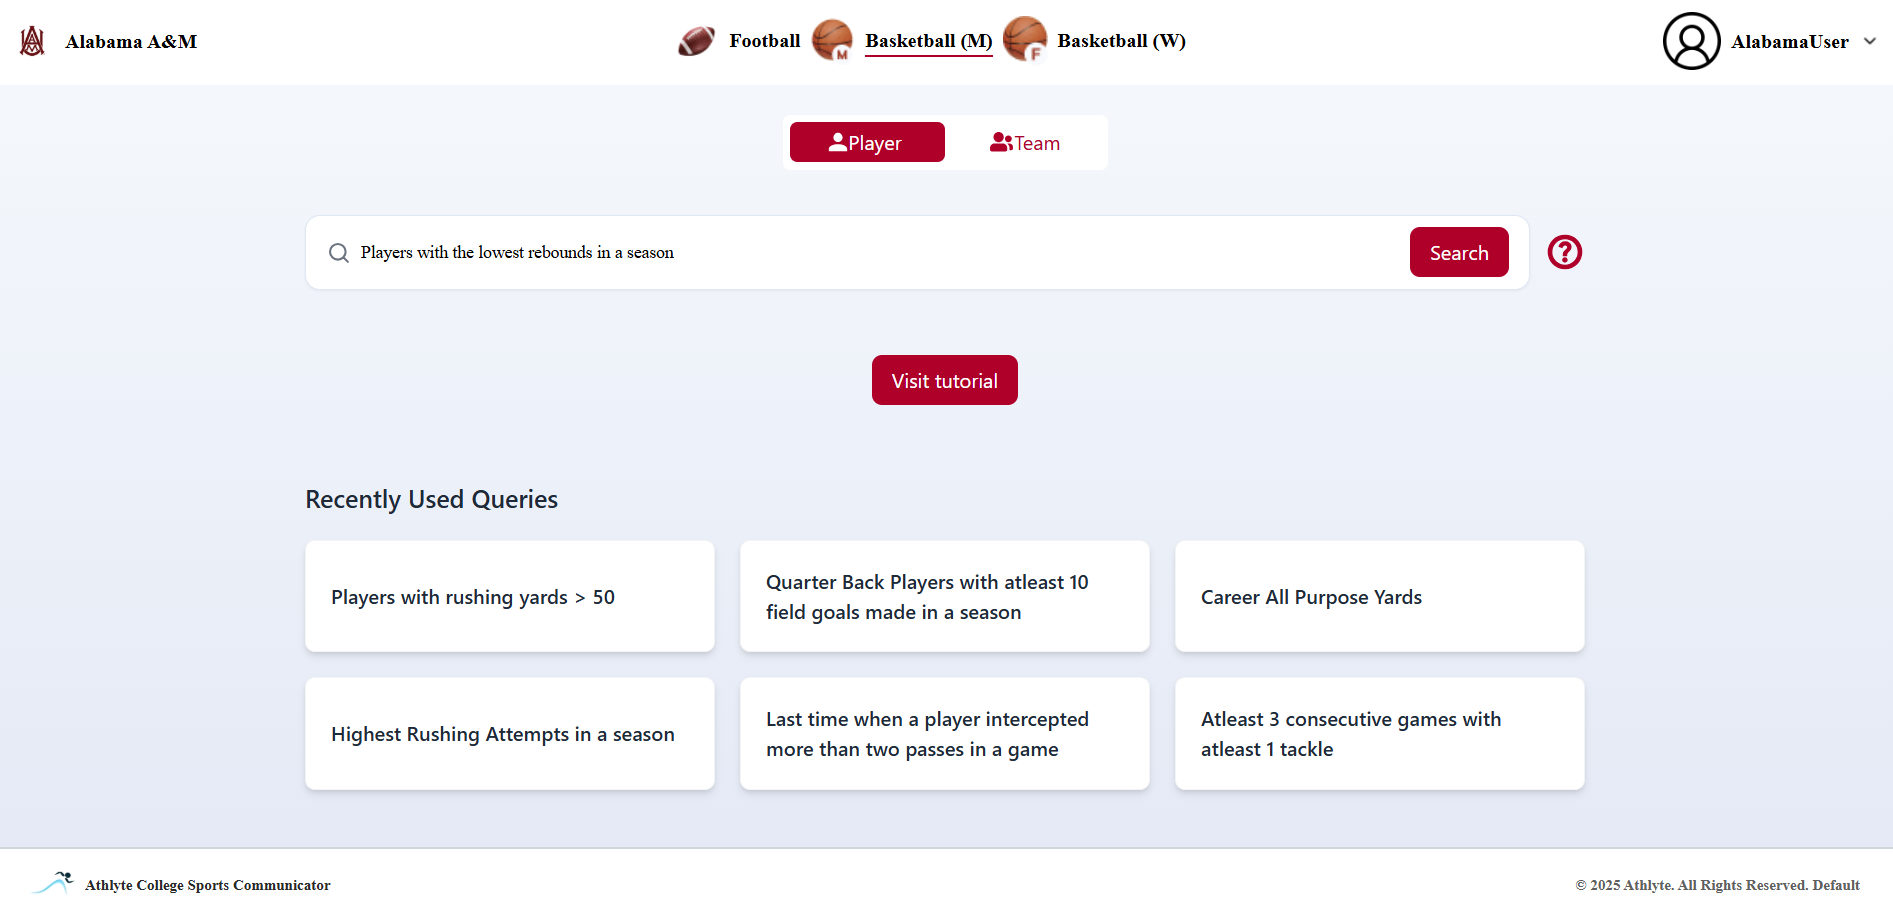 Alabama A&M
Football
M
Basketball (M)
F
Basketball (W)
AlabamaUser
Player
Team
Players with the lowest rebounds in a season
Search
?
Visit tutorial
Recently Used Queries
Players with rushing yards > 50
Quarter Back Players with atleast 10
field goals made in a season
Career All Purpose Yards
Highest Rushing Attempts in a season
Last time when a player intercepted
more than two passes in a game
Atleast 3 consecutive games with
atleast 1 tackle
Athlyte College Sports Communicator
© 2025 Athlyte. All Rights Reserved. Default